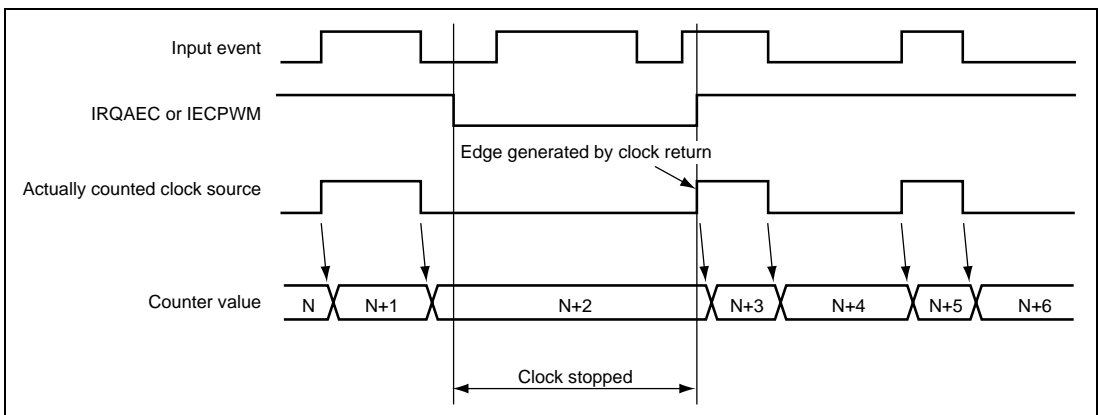 Input event
IRQAEC or IECPWM
Edge generated by clock return
Actually counted clock source
Counter value N N+1 N+2 N+3 N+4 N+5 N+6
Clock stopped